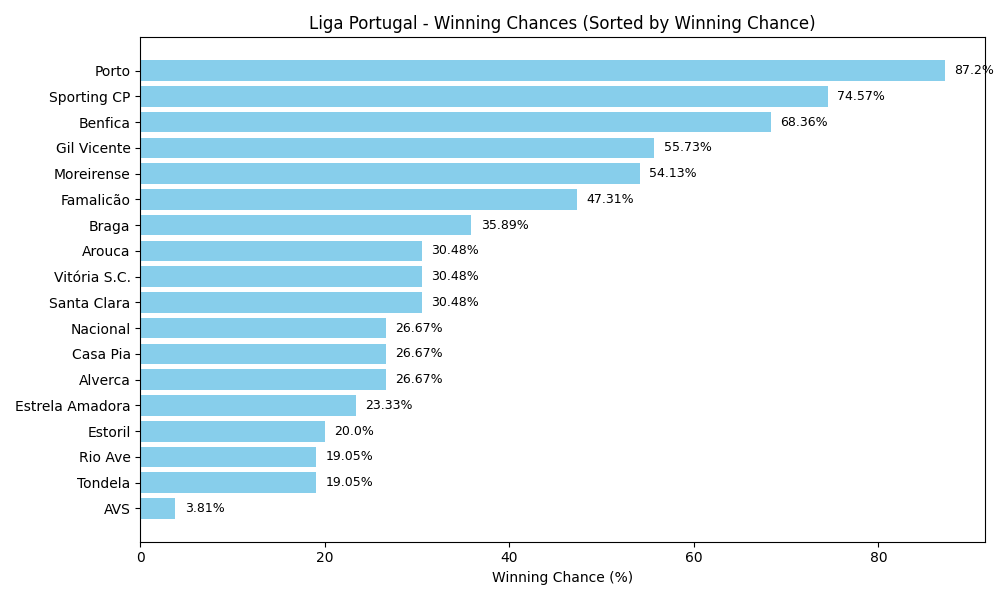 Liga Portugal - Winning Chances (Sorted by Winning Chance)
Porto 87.2%
Sporting CP 74.57%
Benfica 68.36%
Gil Vicente 55.73%
Moreirense 54.13%
Famalicão 47.31%
Braga 35.89%
Arouca 30.48%
Vitória S.C. 30.48%
Santa Clara 30.48%
Nacional 26.67%
Casa Pia 26.67%
Alverca 26.67%
Estrela Amadora 23.33%
Estoril 20.0%
Rio Ave 19.05%
Tondela 19.05%
AVS 3.81%
0 20 40 60 80
Winning Chance (%)